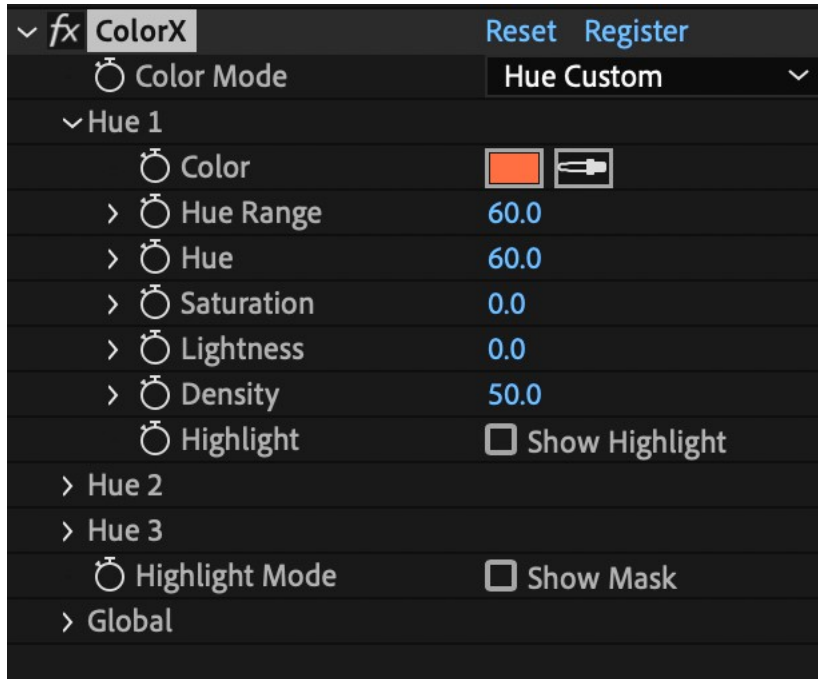 fx ColorX Reset Register
Color Mode Hue Custom
Hue 1
Color
Hue Range 60.0
Hue 60.0
Saturation 0.0
Lightness 0.0
Density 50.0
Highlight Show Highlight
Hue 2
Hue 3
Highlight Mode Show Mask
Global